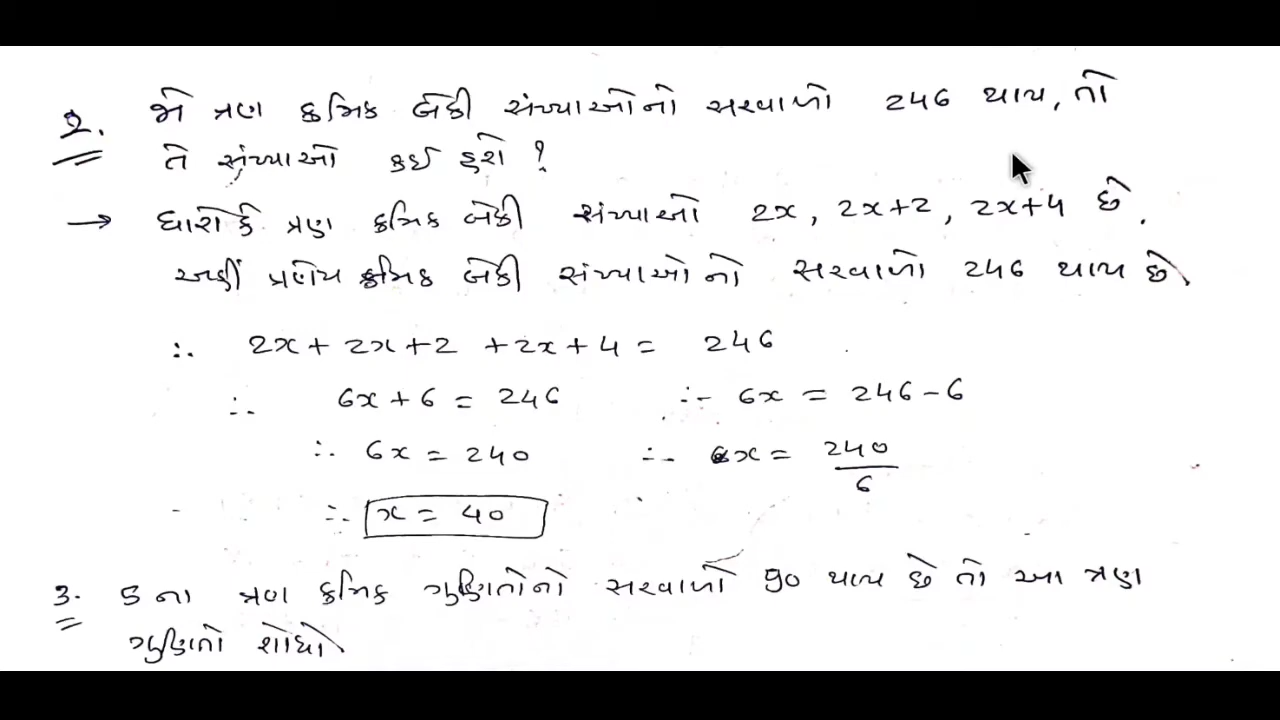 2. જો ત્રણ ક્રમિક બેકી સંખ્યાઓનો સરવાળો 246 થાય, તો
તે સંખ્યાઓ કઈ હશે ?
→ ધારોકે ત્રણ ક્રમિક બેકી સંખ્યાઓ 2x, 2x+2, 2x+4 છે.
અહીં ત્રણેય ક્રમિક બેકી સંખ્યાઓનો સરવાળો 246 થાય છે.
∴ 2x + 2x+2 +2x+4 = 246
∴ 6x + 6 = 246 ∴ 6x = 246 - 6
∴ 6x = 240 ∴ x = 240/6
∴ x = 40
3. 5 ના ત્રણ ક્રમિક ગુણિતોનો સરવાળો 90 થાય છે તો આ ત્રણ
ગુણિતો શોધો.